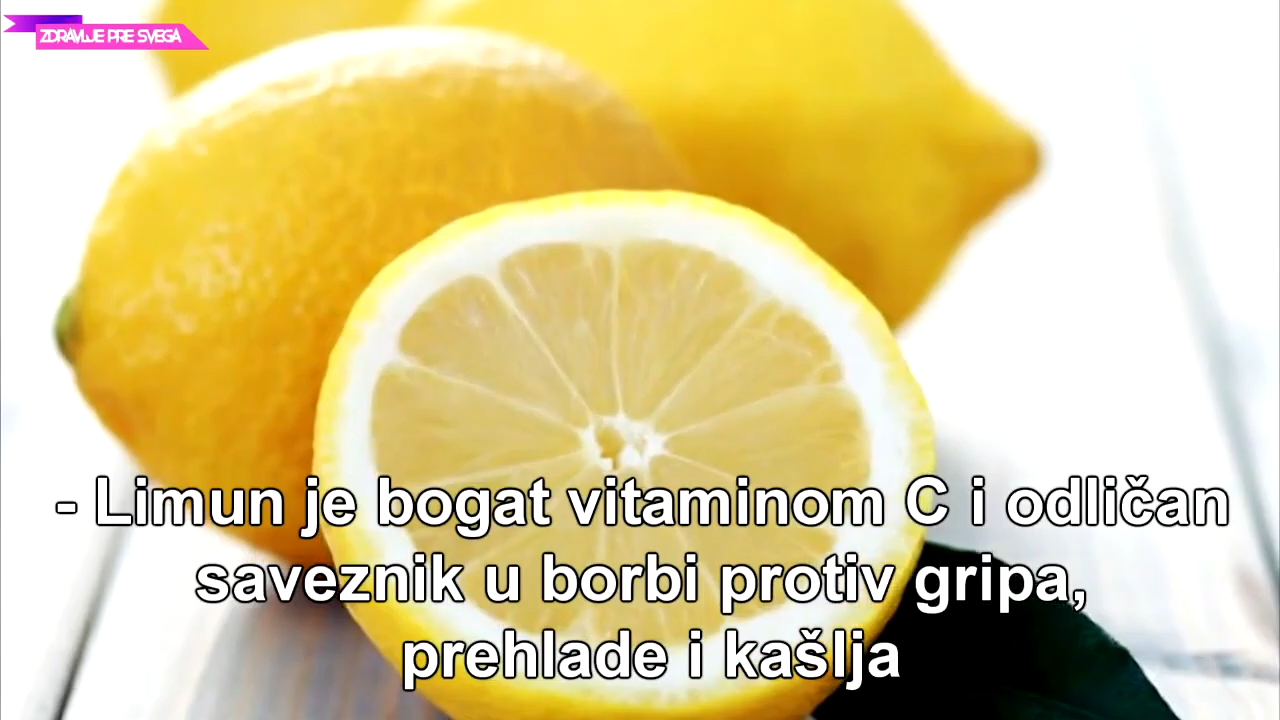 ZDRAVLJE PRE SVEGA
- Limun je bogat vitaminom C i odličan
saveznik u borbi protiv gripa,
prehlade i kašlja